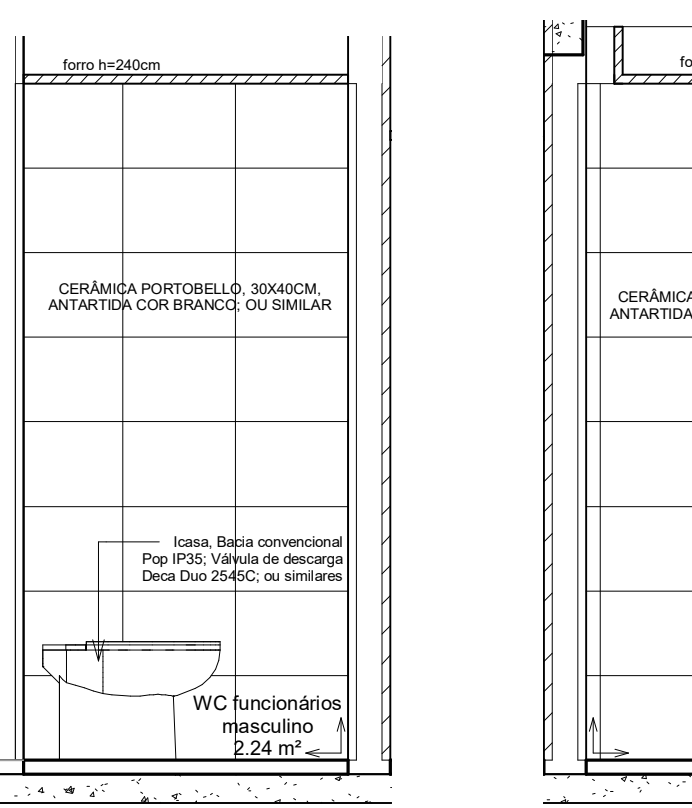 forro h=240cm
fo
CERÂMICA PORTOBELLO, 30X40CM,
ANTARTIDA COR BRANCO; OU SIMILAR
CERÂMICA
ANTARTIDA
Icasa, Bacia convencional
Pop IP35; Válvula de descarga
Deca Duo 2545C; ou similares
WC funcionários
masculino
2.24 m²